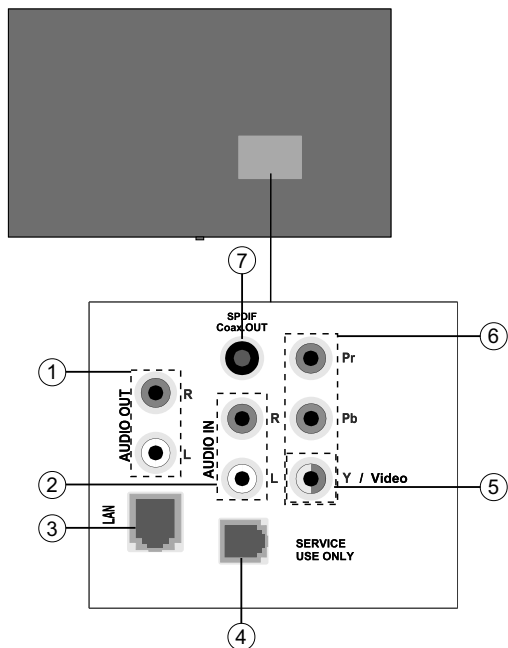 7
SPDIF
Coax.OUT
6
1
Pr
R
AUDIO OUT
AUDIO IN
R
Pb
L
2
L
Y / Video
5
3
LAN
SERVICE
USE ONLY
4